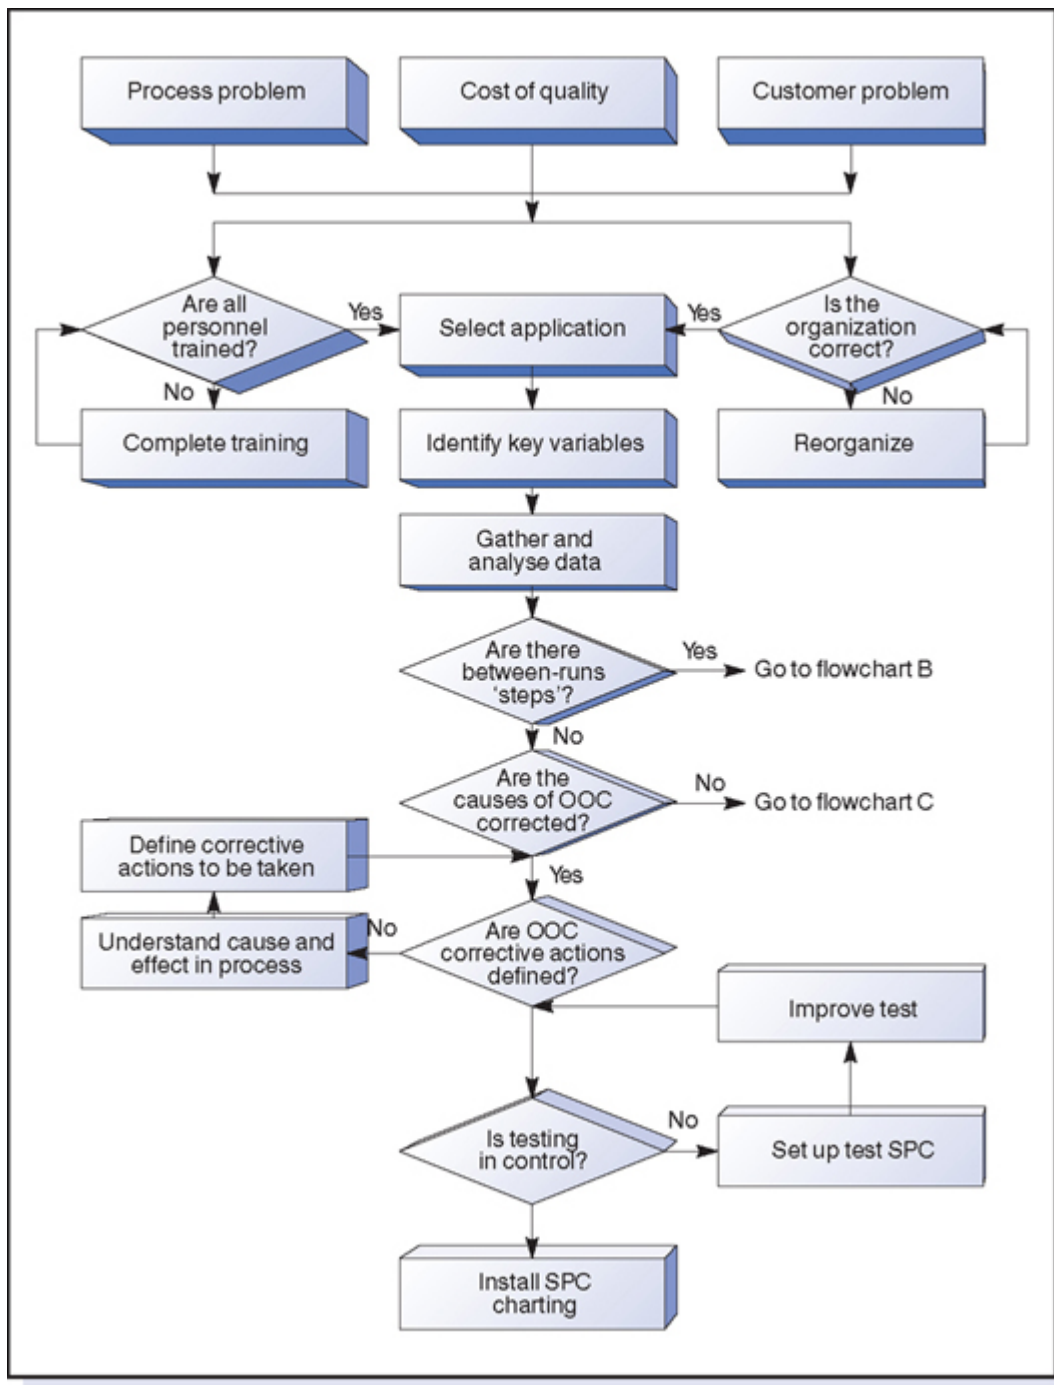 Process problem
Cost of quality
Customer problem
Are all
personnel
trained?
Yes
Select application
Yes
Is the
organization
correct?
No
No
Complete training
Identify key variables
Reorganize
Gather and
analyse data
Are there
between-runs
‘steps’?
Yes
Go to flowchart B
No
Are the
causes of OOC
corrected?
No
Go to flowchart C
Define corrective
actions to be taken
Yes
Understand cause and
effect in process
No
Are OOC
corrective actions
defined?
Improve test
Is testing
in control?
No
Set up test SPC
Install SPC
charting